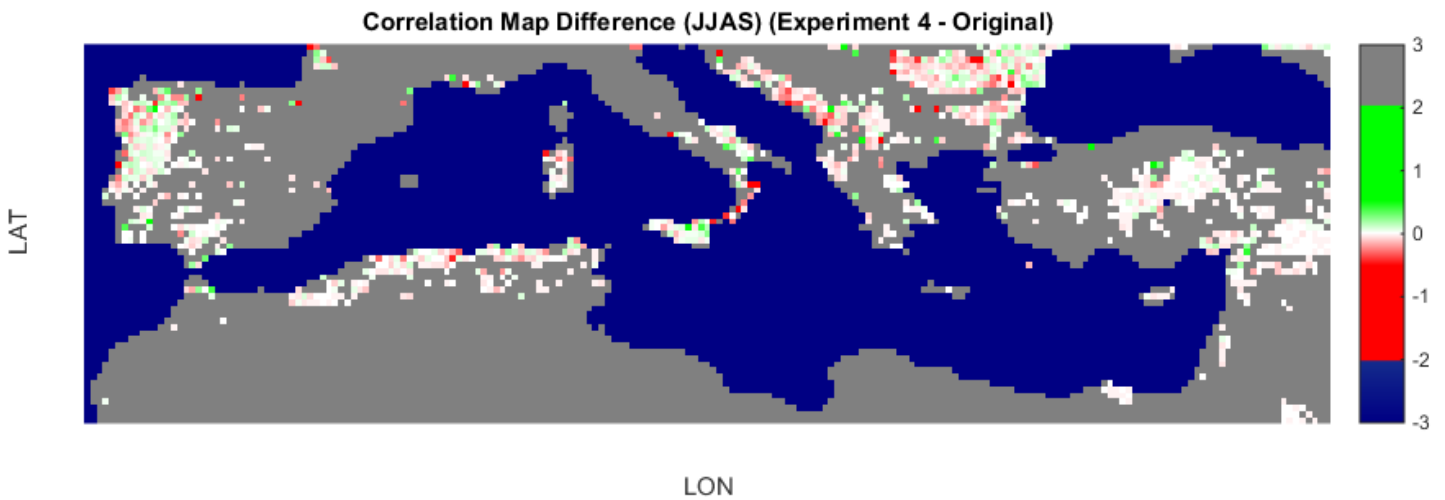 Correlation Map Difference (JJAS) (Experiment 4 - Original)
LAT
3
2
1
0
-1
-2
-3
LON